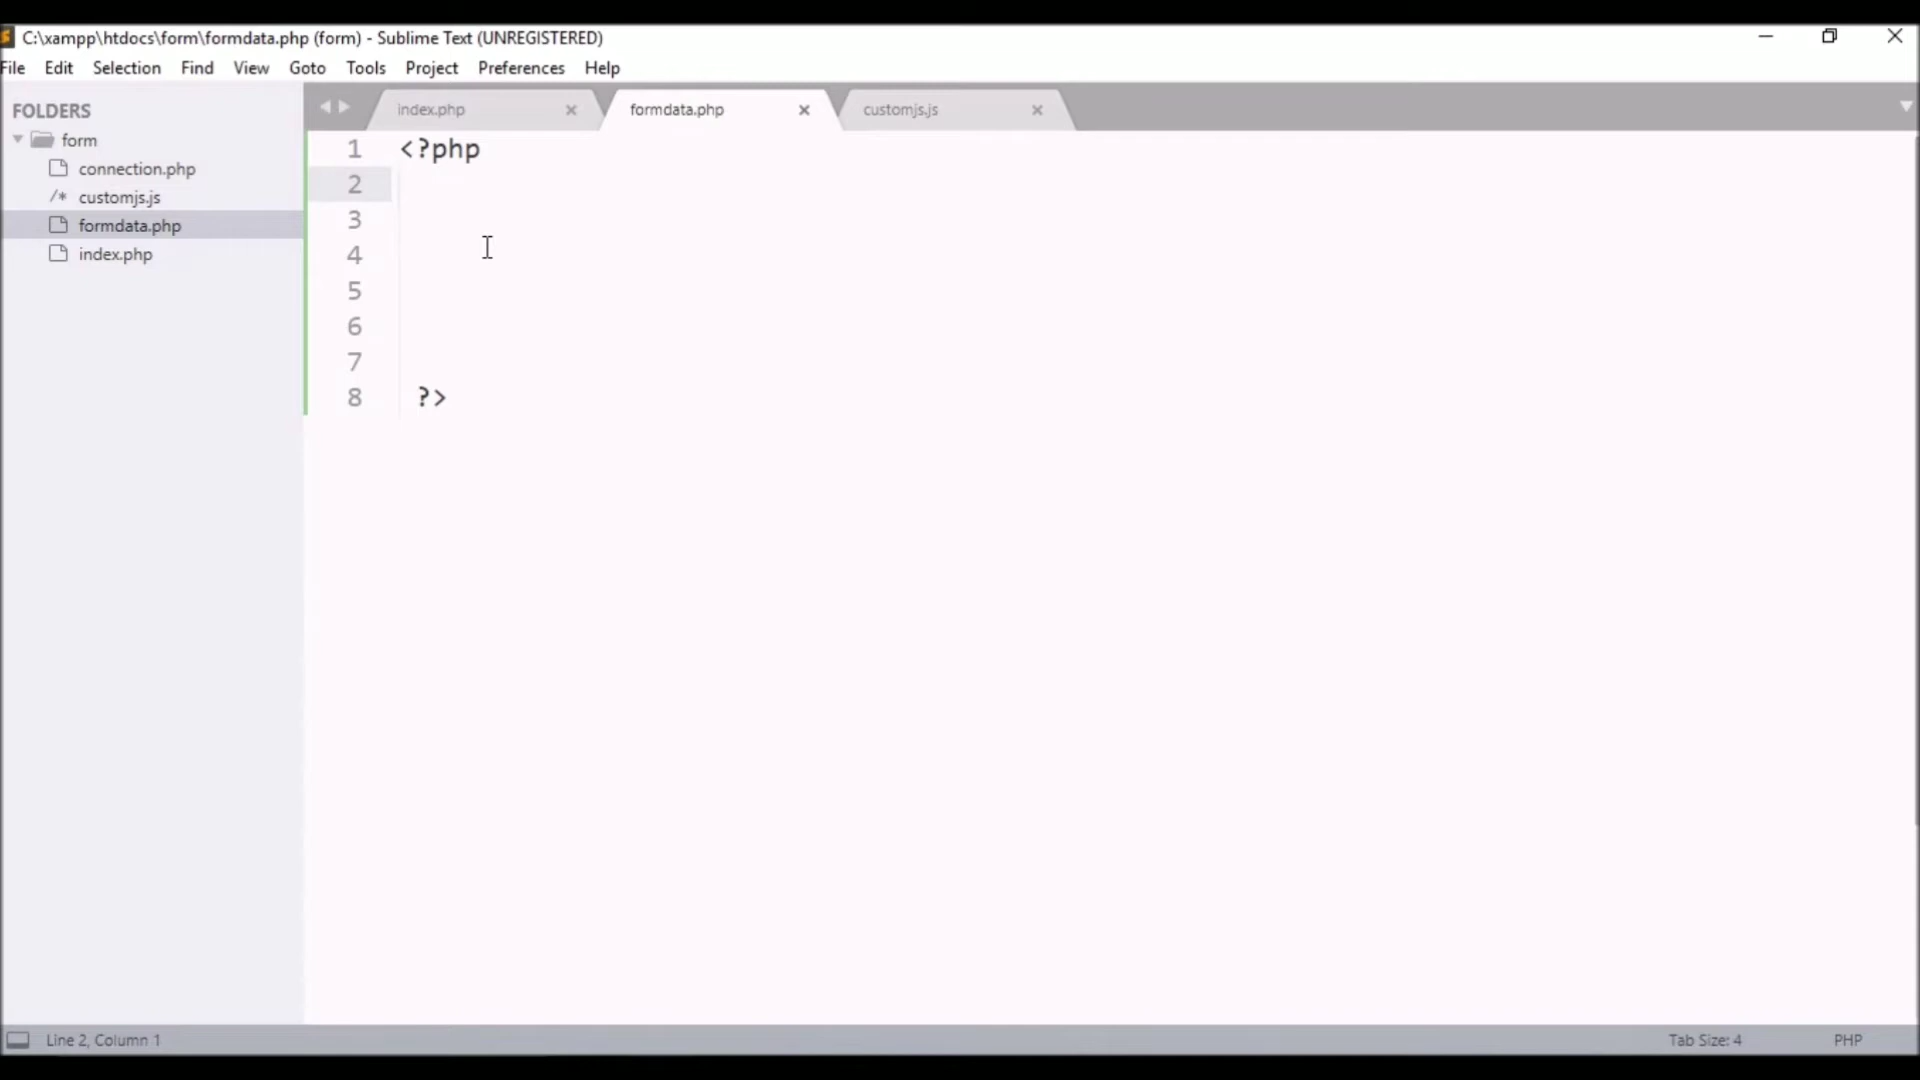 C:\xampp\htdocs\form\formdata.php (form) - Sublime Text (UNREGISTERED)
File Edit Selection Find View Goto Tools Project Preferences Help
FOLDERS
form
connection.php
/* customjs.js
formdata.php
index.php
index.php formdata.php customjs.js
1 <?php
2
3
4
5
6
7
8 ?>
Line 2, Column 1 Tab Size: 4 PHP